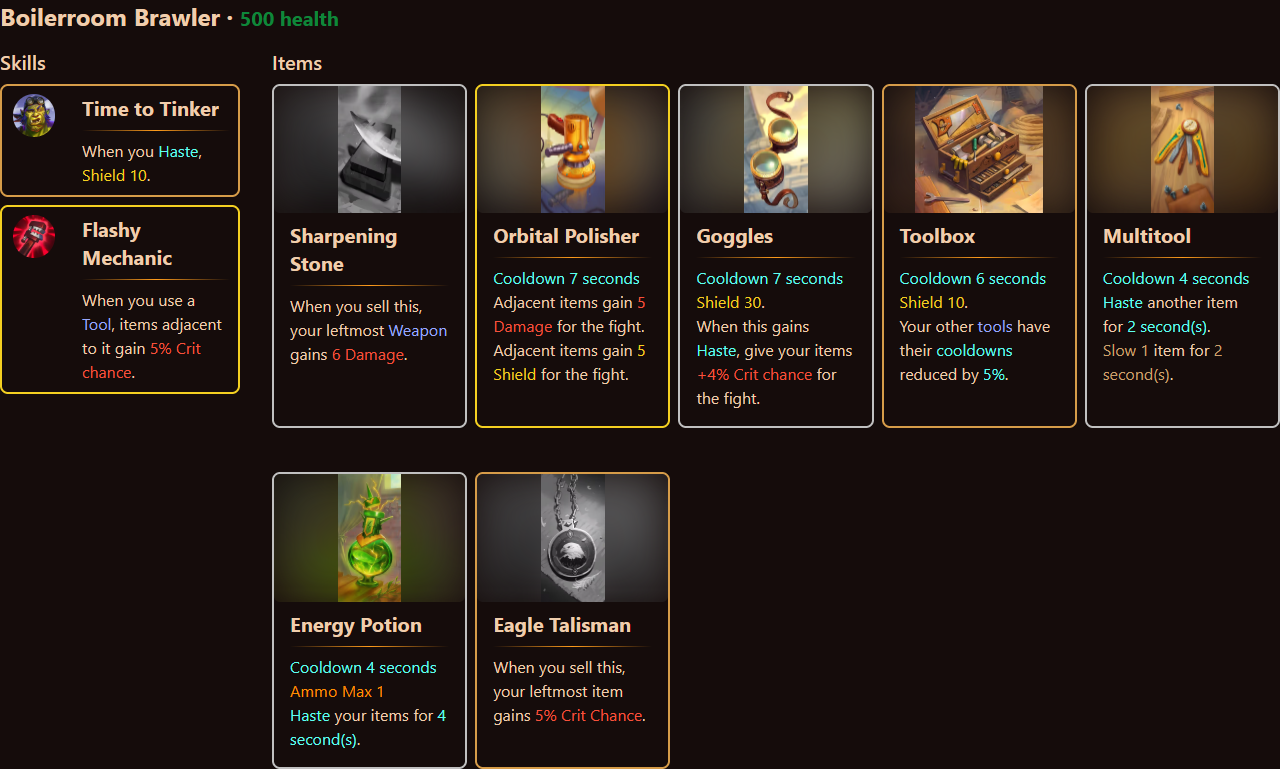 Boilerroom Brawler · 500 health
Skills
Time to Tinker
When you Haste,
Shield 10.
Flashy
Mechanic
When you use a
Tool, items adjacent
to it gain 5% Crit
chance.
Items
Sharpening
Stone
When you sell this,
your leftmost Weapon
gains 6 Damage.
Orbital Polisher
Cooldown 7 seconds
Adjacent items gain 5
Damage for the fight.
Adjacent items gain 5
Shield for the fight.
Goggles
Cooldown 7 seconds
Shield 30.
When this gains
Haste, give your items
+4% Crit chance for
the fight.
Toolbox
Cooldown 6 seconds
Shield 10.
Your other tools have
their cooldowns
reduced by 5%.
Multitool
Cooldown 4 seconds
Haste another item
for 2 second(s).
Slow 1 item for 2
second(s).
Energy Potion
Cooldown 4 seconds
Ammo Max 1
Haste your items for 4
second(s).
Eagle Talisman
When you sell this,
your leftmost item
gains 5% Crit Chance.